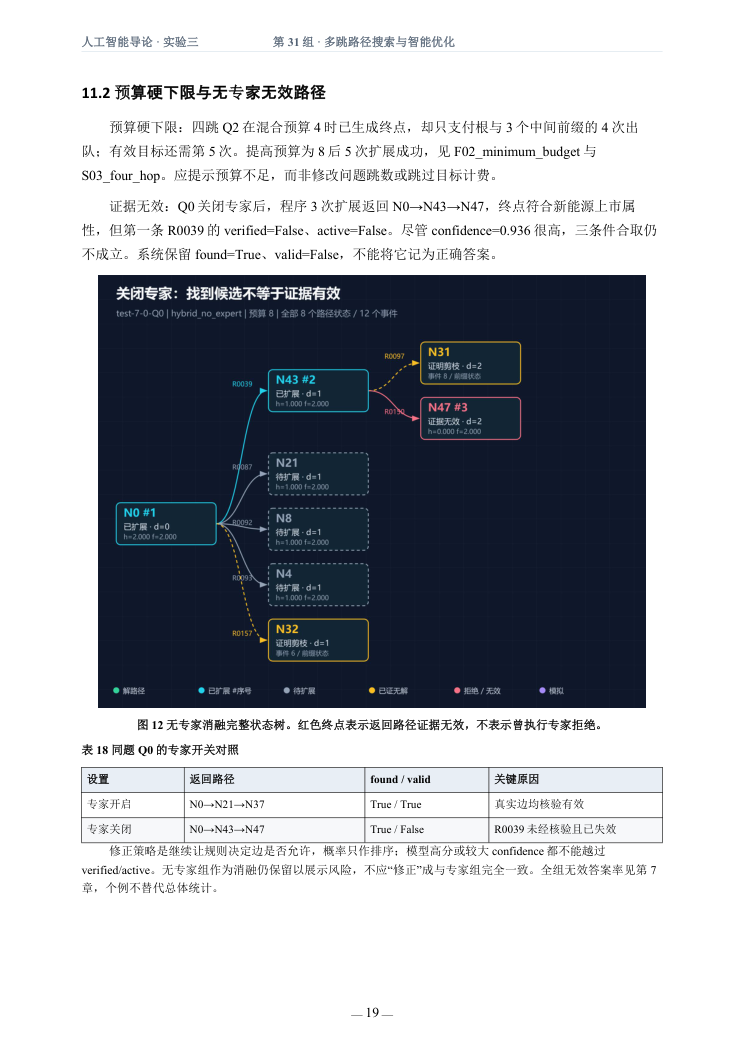 人工智能导论 · 实验三 第 31 组 · 多跳路径搜索与智能优化
11.2 预算硬下限与无专家无效路径
预算硬下限：四跳 Q2 在混合预算 4 时已生成终点，却只支付根与 3 个中间前缀的 4 次出
队；有效目标还需第 5 次。提高预算为 8 后 5 次扩展成功，见 F02_minimum_budget 与
S03_four_hop。应提示预算不足，而非修改问题跳数或跳过目标计费。
证据无效：Q0 关闭专家后，程序 3 次扩展返回 N0→N43→N47，终点符合新能源上市属
性，但第一条 R0039 的 verified=False、active=False。尽管 confidence=0.936 很高，三条件合取仍
不成立。系统保留 found=True、valid=False，不能将它记为正确答案。
关闭专家：找到候选不等于证据有效
test-7-0-Q0 | hybrid_no_expert | 预算 8 | 全部 8 个路径状态 / 12 个事件
N31
证明剪枝 · d=2
事件 8 / 前缀状态
R0097
N43 #2
已扩展 · d=1
h=1.000 f=2.000
R0039
N47 #3
证据无效 · d=2
h=0.000 f=2.000
R0190
N21
待扩展 · d=1
h=1.000 f=2.000
R0087
N0 #1
已扩展 · d=0
h=2.000 f=2.000
N8
待扩展 · d=1
h=1.000 f=2.000
R0092
N4
待扩展 · d=1
h=1.000 f=2.000
R0093
N32
证明剪枝 · d=1
事件 6 / 前缀状态
R0157
解路径 已扩展 #序号 待扩展 已证无解 拒绝 / 无效 模拟
图 12 无专家消融完整状态树。红色终点表示返回路径证据无效，不表示曾执行专家拒绝。
表 18 同题 Q0 的专家开关对照
设置 返回路径 found / valid 关键原因
专家开启 N0→N21→N37 True / True 真实边均核验有效
专家关闭 N0→N43→N47 True / False R0039 未经核验且已失效
修正策略是继续让规则决定边是否允许，概率只作排序；模型高分或较大 confidence 都不能越过
verified/active。无专家组作为消融仍保留以展示风险，不应“修正”成与专家组完全一致。全组无效答案率见第 7
章，个例不替代总体统计。
— 19 —